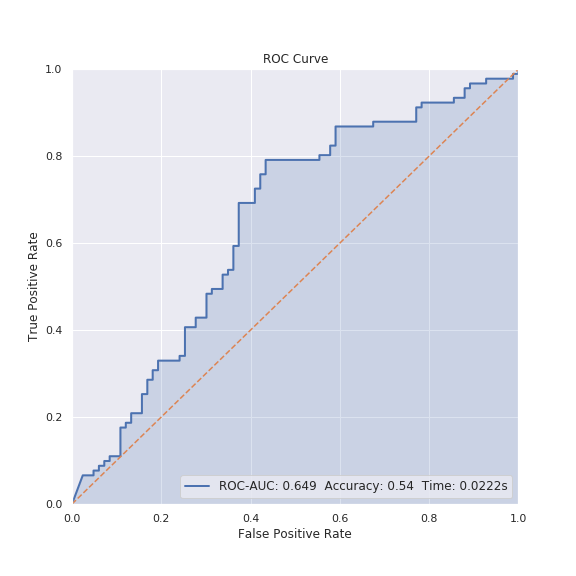 ROC Curve
1.0
0.8
0.6
0.4
0.2
0.0
True Positive Rate
ROC-AUC: 0.649  Accuracy: 0.54  Time: 0.0222s
0.0 0.2 0.4 0.6 0.8 1.0
False Positive Rate